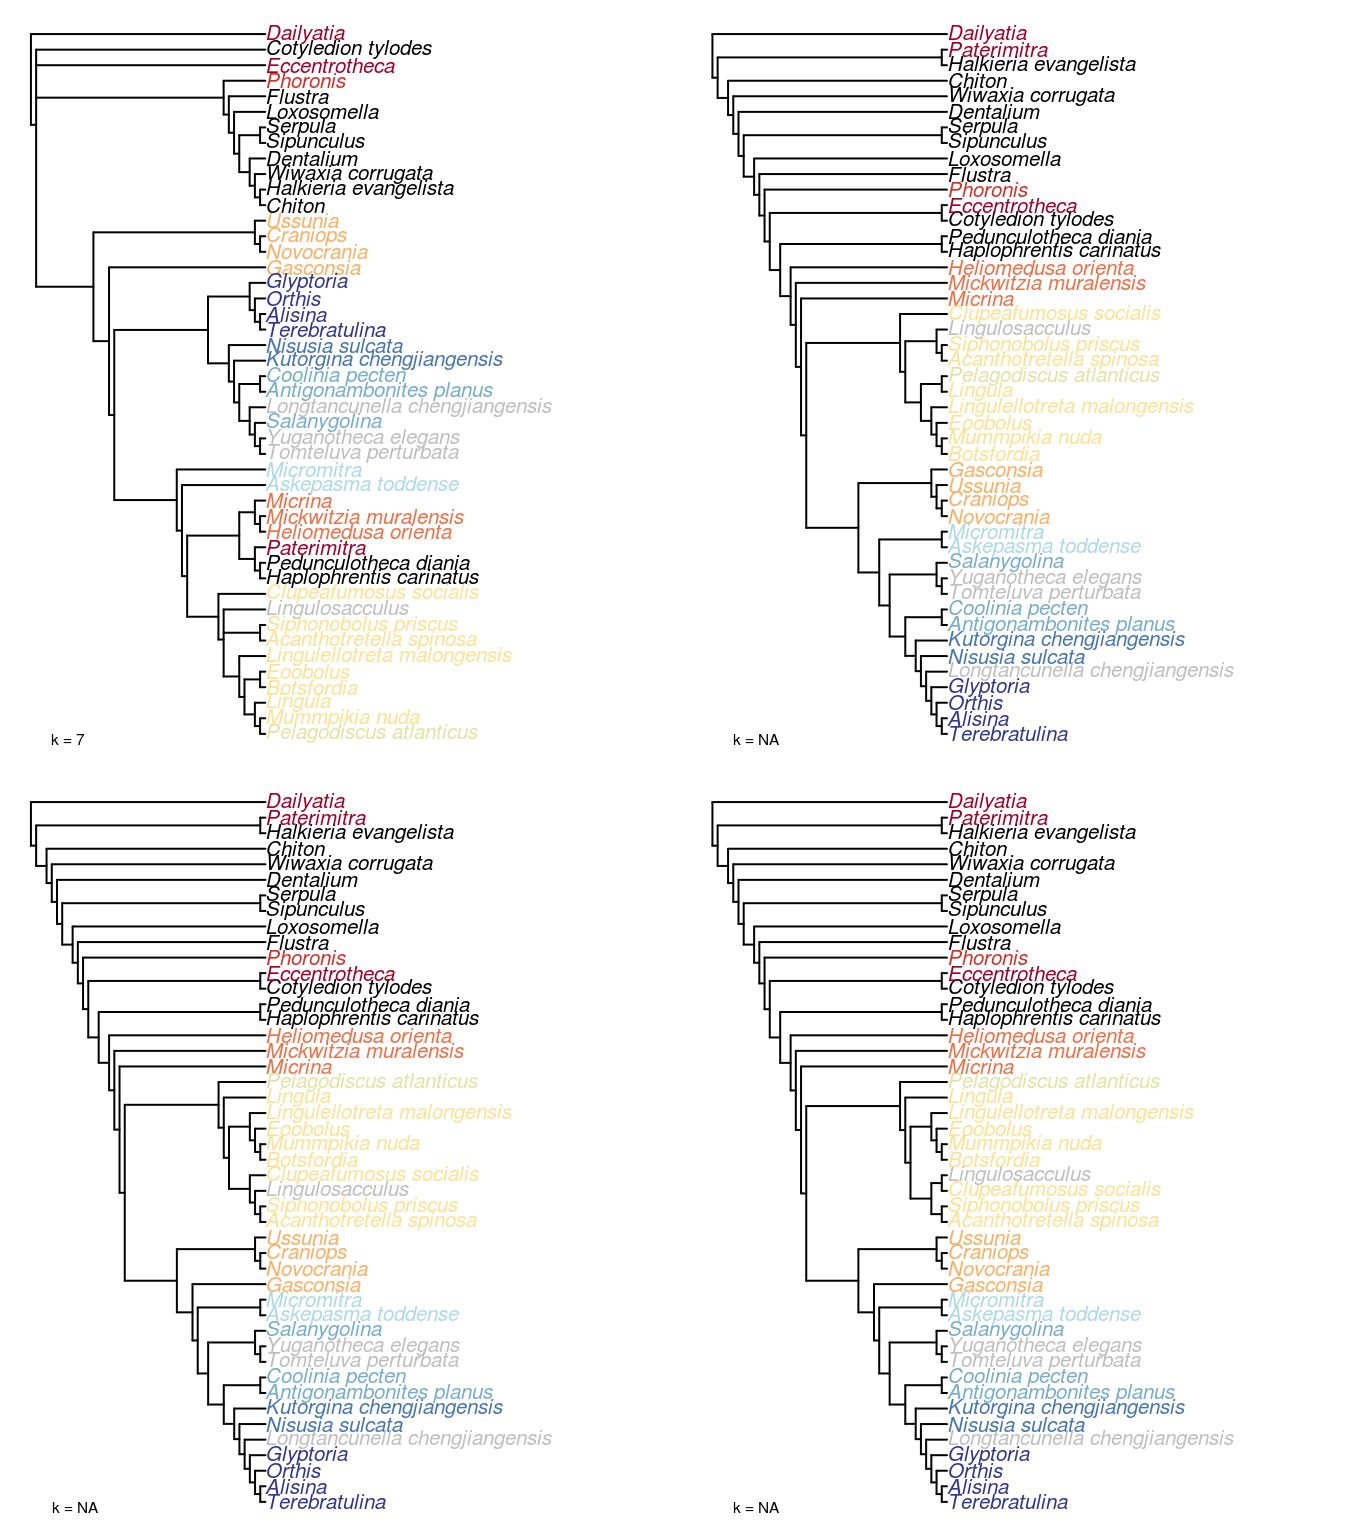 Dailyatia
Cotyledion tylodes
Eccentrotheca
Phoronis
Flustra
Loxosomella
Serpula
Sipunculus
Dentalium
Wiwaxia corrugata
Halkieria evangelista
Chiton
Ussunia
Craniops
Novocrania
Gasconsia
Glyptoria
Orthis
Alisina
Terebratulina
Nisusia sulcata
Kutorgina chengjiangensis
Coolinia pecten
Antigonambonites planus
Longtancunella chengjiangensis
Salanygolina
Yuganotheca elegans
Tomteluva perturbata
Micromitra
Askepasma toddense
Micrina
Mickwitzia muralensis
Heliomedusa orienta
Paterimitra
Pedunculotheca diania
Haplophrentis carinatus
Clupeafumosus socialis
Lingulosacculus
Siphonobolus priscus
Acanthotretella spinosa
Lingulellotreta malongensis
Eoobolus
Botsfordia
Lingula
Mummpikia nuda
Pelagodiscus atlanticus
k = 7
Dailyatia
Paterimitra
Halkieria evangelista
Chiton
Wiwaxia corrugata
Dentalium
Serpula
Sipunculus
Loxosomella
Flustra
Phoronis
Eccentrotheca
Cotyledion tylodes
Pedunculotheca diania
Haplophrentis carinatus
Heliomedusa orienta
Mickwitzia muralensis
Micrina
Clupeafumosus socialis
Lingulosacculus
Siphonobolus priscus
Acanthotretella spinosa
Pelagodiscus atlanticus
Lingula
Lingulellotreta malongensis
Eoobolus
Mummpikia nuda
Botsfordia
Gasconsia
Ussunia
Craniops
Novocrania
Micromitra
Askepasma toddense
Salanygolina
Yuganotheca elegans
Tomteluva perturbata
Coolinia pecten
Antigonambonites planus
Kutorgina chengjiangensis
Nisusia sulcata
Longtancunella chengjiangensis
Glyptoria
Orthis
Alisina
Terebratulina
k = NA
Dailyatia
Paterimitra
Halkieria evangelista
Chiton
Wiwaxia corrugata
Dentalium
Serpula
Sipunculus
Loxosomella
Flustra
Phoronis
Eccentrotheca
Cotyledion tylodes
Pedunculotheca diania
Haplophrentis carinatus
Heliomedusa orienta
Mickwitzia muralensis
Micrina
Pelagodiscus atlanticus
Lingula
Lingulellotreta malongensis
Eoobolus
Mummpikia nuda
Botsfordia
Clupeafumosus socialis
Lingulosacculus
Siphonobolus priscus
Acanthotretella spinosa
Ussunia
Craniops
Novocrania
Gasconsia
Micromitra
Askepasma toddense
Salanygolina
Yuganotheca elegans
Tomteluva perturbata
Coolinia pecten
Antigonambonites planus
Kutorgina chengjiangensis
Nisusia sulcata
Longtancunella chengjiangensis
Glyptoria
Orthis
Alisina
Terebratulina
k = NA
Dailyatia
Paterimitra
Halkieria evangelista
Chiton
Wiwaxia corrugata
Dentalium
Serpula
Sipunculus
Loxosomella
Flustra
Phoronis
Eccentrotheca
Cotyledion tylodes
Pedunculotheca diania
Haplophrentis carinatus
Heliomedusa orienta
Mickwitzia muralensis
Micrina
Pelagodiscus atlanticus
Lingula
Lingulellotreta malongensis
Eoobolus
Mummpikia nuda
Botsfordia
Lingulosacculus
Clupeafumosus socialis
Siphonobolus priscus
Acanthotretella spinosa
Ussunia
Craniops
Novocrania
Gasconsia
Micromitra
Askepasma toddense
Salanygolina
Yuganotheca elegans
Tomteluva perturbata
Coolinia pecten
Antigonambonites planus
Kutorgina chengjiangensis
Nisusia sulcata
Longtancunella chengjiangensis
Glyptoria
Orthis
Alisina
Terebratulina
k = NA